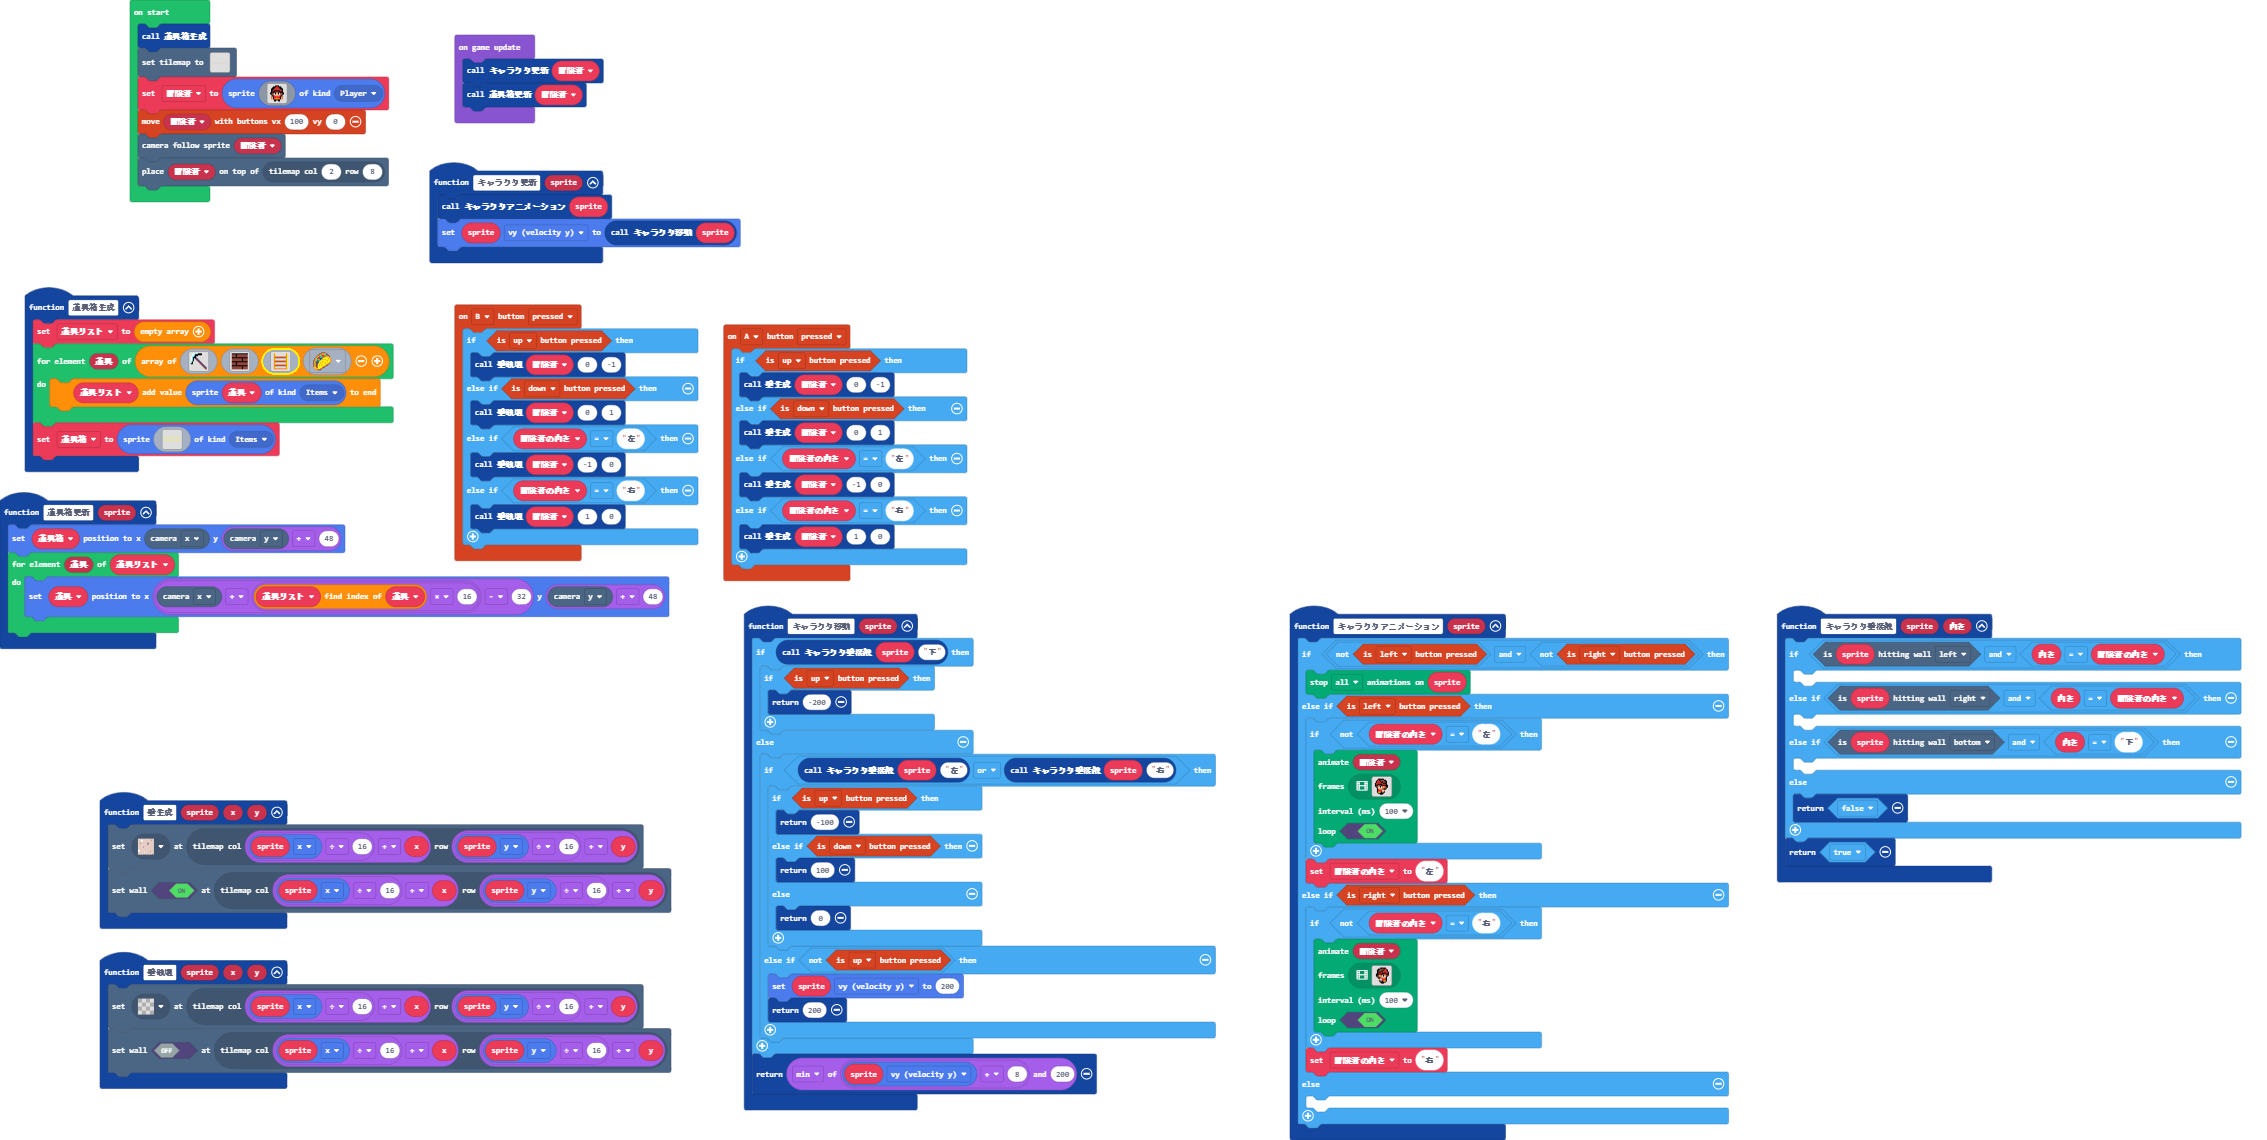 on start
call 道具箱生成
set tilemap to
set 冒険者 to sprite of kind Player
move 冒険者 with buttons vx 100 vy 0
camera follow sprite 冒険者
place 冒険者 on top of tilemap col 2 row 8
on game update
call キャラクタ更新 冒険者
call 道具箱更新 冒険者
function キャラクタ更新 sprite
call キャラクタアニメーション sprite
set sprite vy (velocity y) to call キャラクタ移動 sprite
function 道具箱生成
set 道具リスト to empty array
for element 道具 of array of
do
道具リスト add value sprite 道具 of kind Items to end
set 道具箱 to sprite of kind Items
function 道具箱更新 sprite
set 道具箱 position to x camera x y camera y + 48
for element 道具 of 道具リスト
do
set 道具 position to x camera x + 道具リスト find index of 道具 × 16 - 32 y camera y + 48
on B button pressed
if is up button pressed then
call 壁破壊 冒険者 0 -1
else if is down button pressed then
call 壁破壊 冒険者 0 1
else if 冒険者の向き = "左" then
call 壁破壊 冒険者 -1 0
else if 冒険者の向き = "右" then
call 壁破壊 冒険者 1 0
on A button pressed
if is up button pressed then
call 壁生成 冒険者 0 -1
else if is down button pressed then
call 壁生成 冒険者 0 1
else if 冒険者の向き = "左" then
call 壁生成 冒険者 -1 0
else if 冒険者の向き = "右" then
call 壁生成 冒険者 1 0
function 壁生成 sprite x y
set at tilemap col sprite x ÷ 16 + x row sprite y ÷ 16 + y
set wall ON at tilemap col sprite x ÷ 16 + x row sprite y ÷ 16 + y
function 壁破壊 sprite x y
set at tilemap col sprite x ÷ 16 + x row sprite y ÷ 16 + y
set wall OFF at tilemap col sprite x ÷ 16 + x row sprite y ÷ 16 + y
function キャラクタ移動 sprite
if call キャラクタ壁接触 sprite "下" then
if is up button pressed then
return -200
else
if call キャラクタ壁接触 sprite "左" or call キャラクタ壁接触 sprite "右" then
if is up button pressed then
return -100
else if is down button pressed then
return 100
else
return 0
else if not is up button pressed then
set sprite vy (velocity y) to 200
return 200
return min of sprite vy (velocity y) + 8 and 200
function キャラクタアニメーション sprite
if not is left button pressed and not is right button pressed then
stop all animations on sprite
else if is left button pressed then
if not 冒険者の向き = "左" then
animate 冒険者
frames
interval (ms) 100
loop ON
set 冒険者の向き to "左"
else if is right button pressed then
if not 冒険者の向き = "右" then
animate 冒険者
frames
interval (ms) 100
loop ON
set 冒険者の向き to "右"
else
function キャラクタ壁接触 sprite 向き
if is sprite hitting wall left and 向き = 冒険者の向き then
else if is sprite hitting wall right and 向き = 冒険者の向き then
else if is sprite hitting wall bottom and 向き = "下" then
else
return false
return true